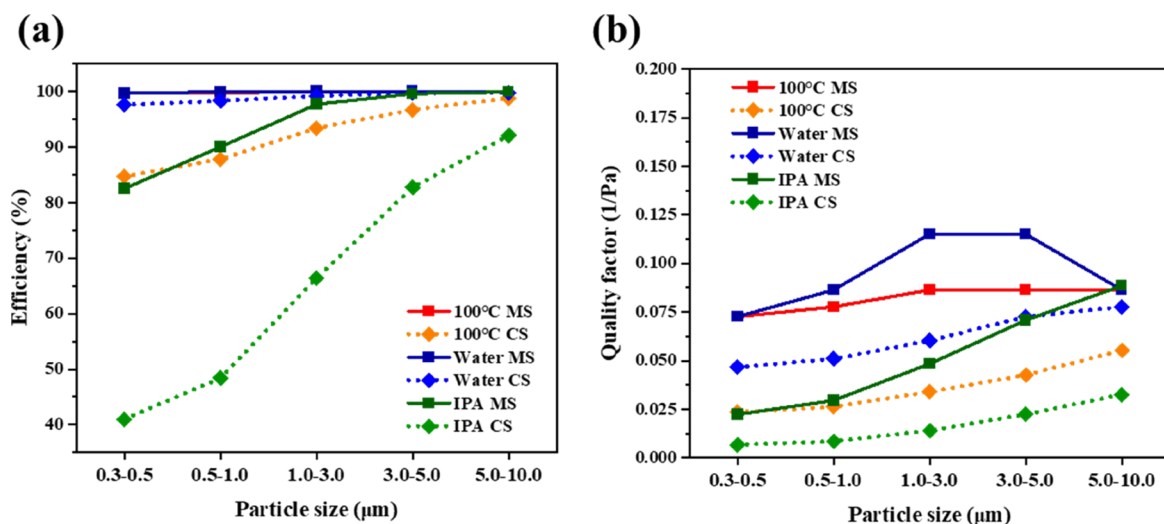 (a)
Efficiency (%)
100
90
80
70
60
50
40
0.3-0.5 0.5-1.0 1.0-3.0 3.0-5.0 5.0-10.0
Particle size (μm)
100°C MS
100°C CS
Water MS
Water CS
IPA MS
IPA CS
(b)
Quality factor (1/Pa)
0.200
0.175
0.150
0.125
0.100
0.075
0.050
0.025
0.000
0.3-0.5 0.5-1.0 1.0-3.0 3.0-5.0 5.0-10.0
Particle size (μm)
100°C MS
100°C CS
Water MS
Water CS
IPA MS
IPA CS